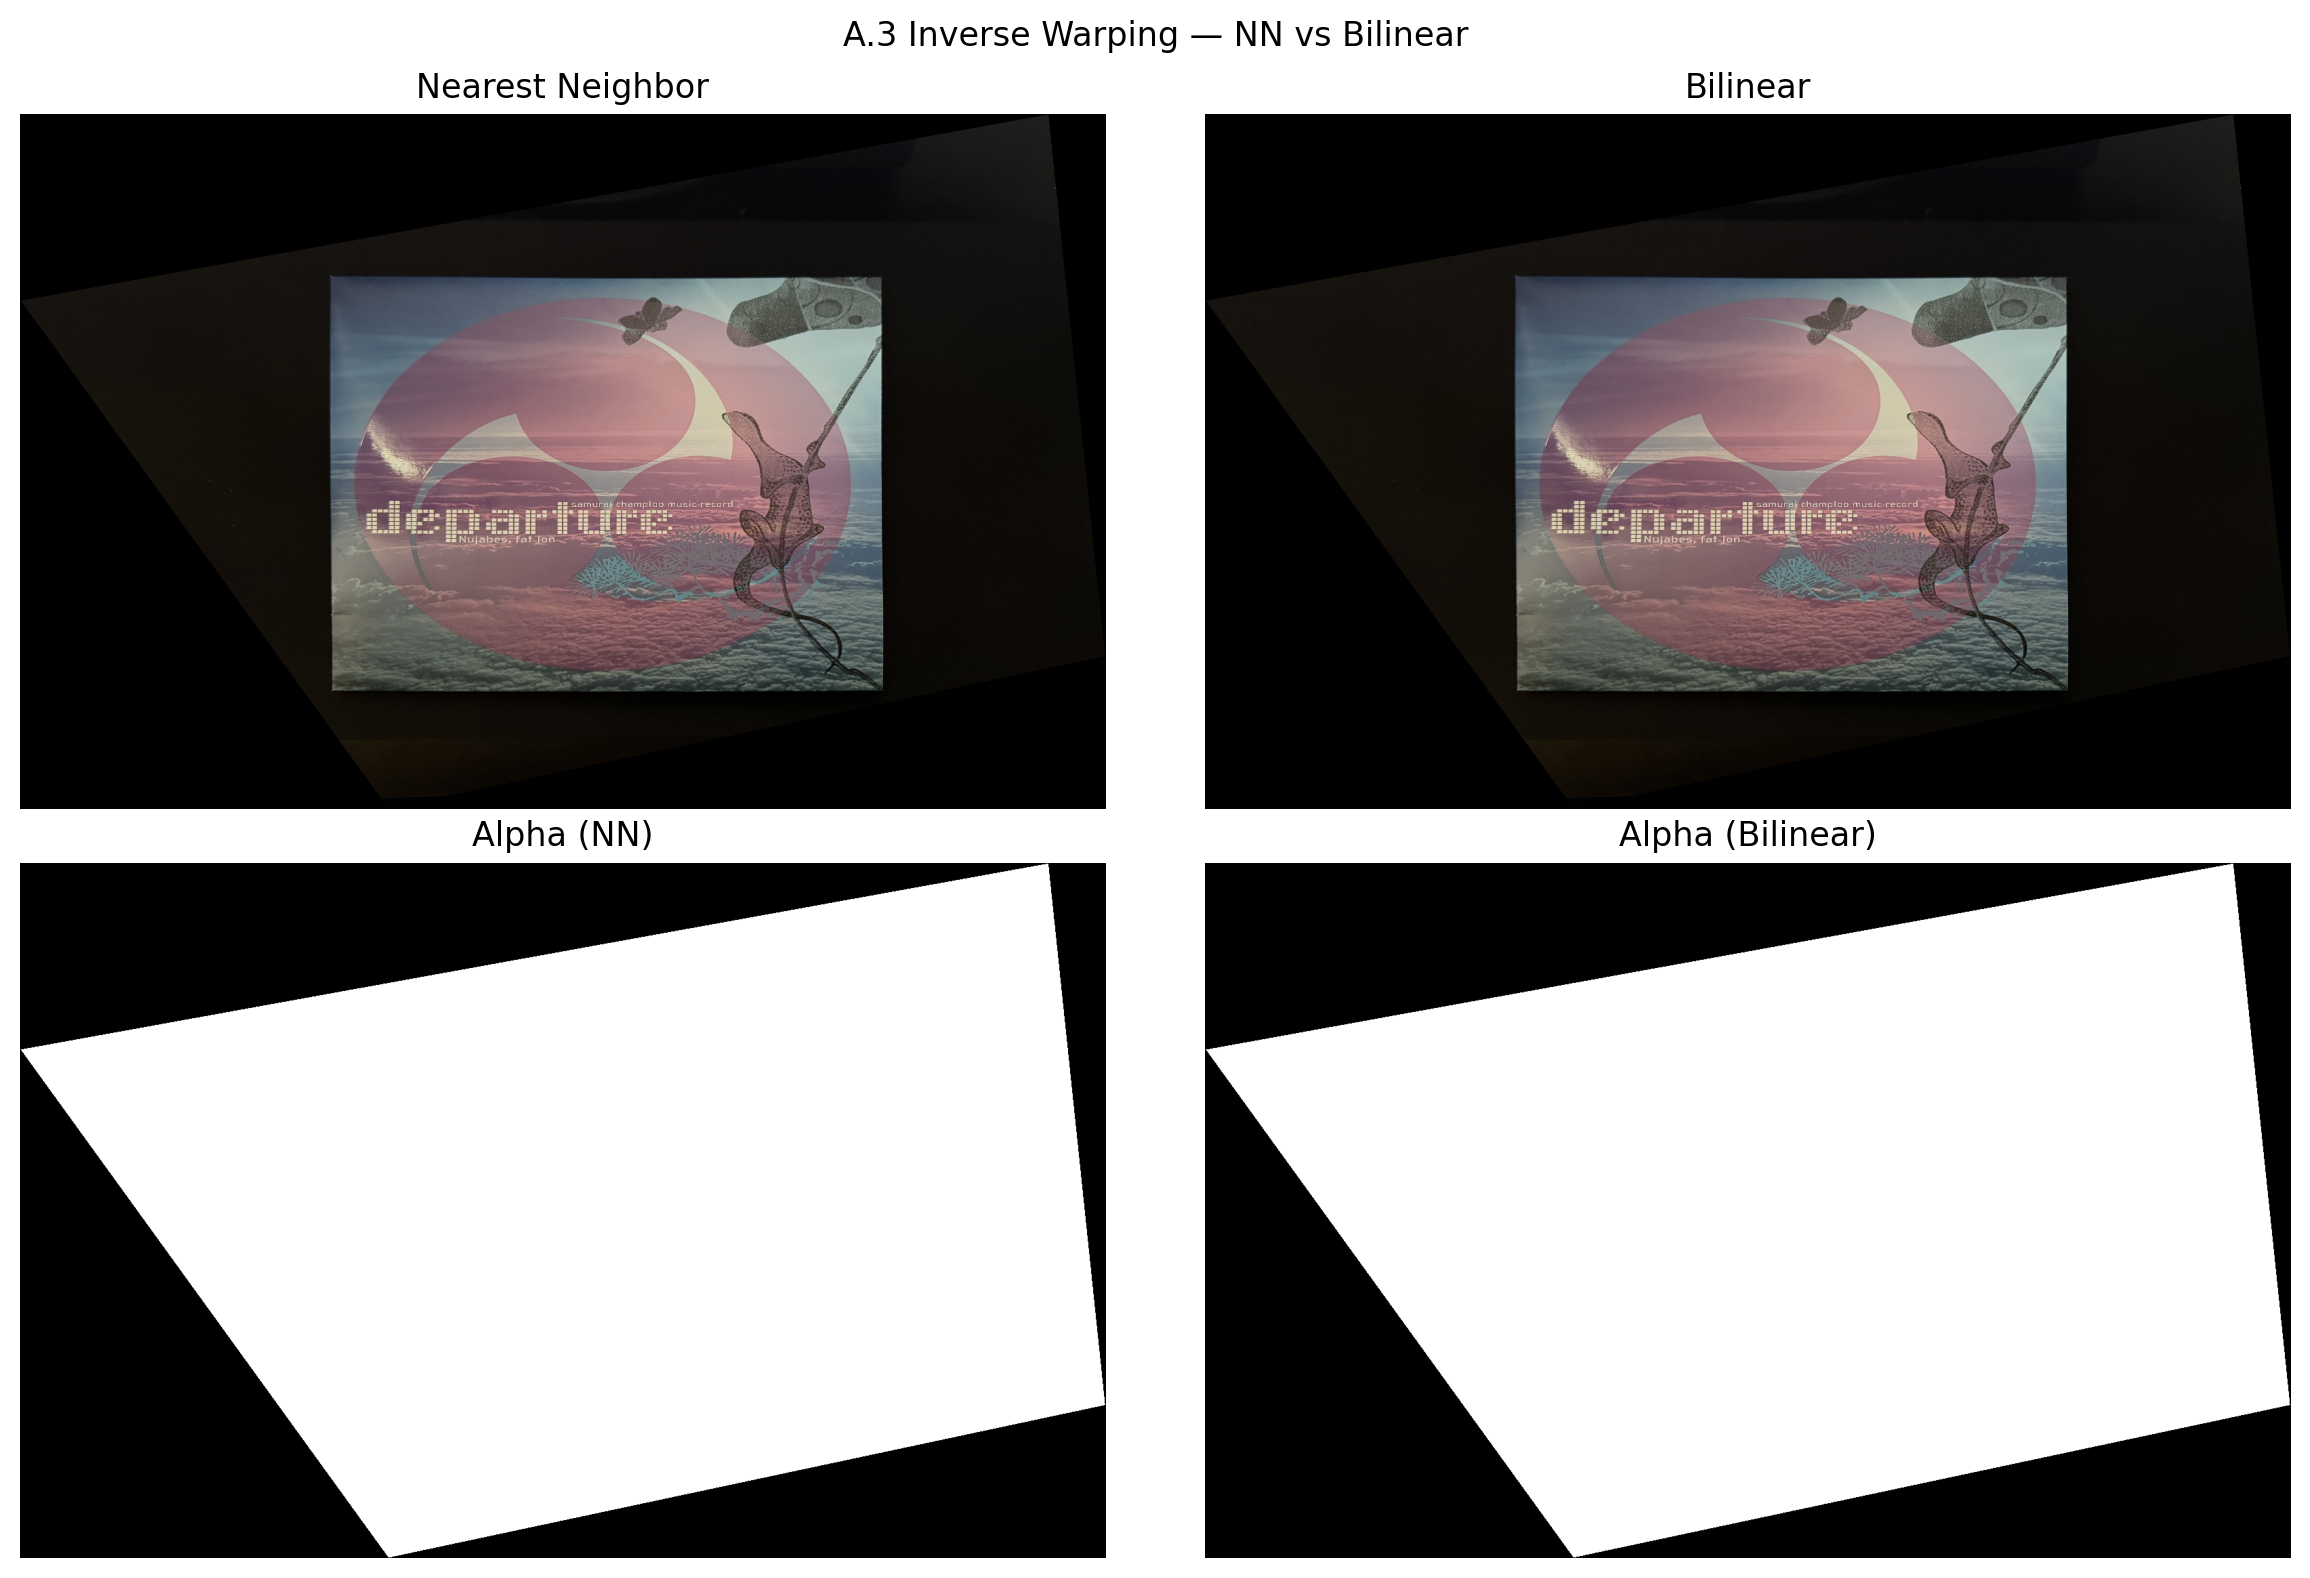 A.3 Inverse Warping — NN vs Bilinear
Nearest Neighbor
Bilinear
samurai champloo music record
departure
Nujabes, fat jon
samurai champloo music record
departure
Nujabes, fat jon
Alpha (NN)
Alpha (Bilinear)